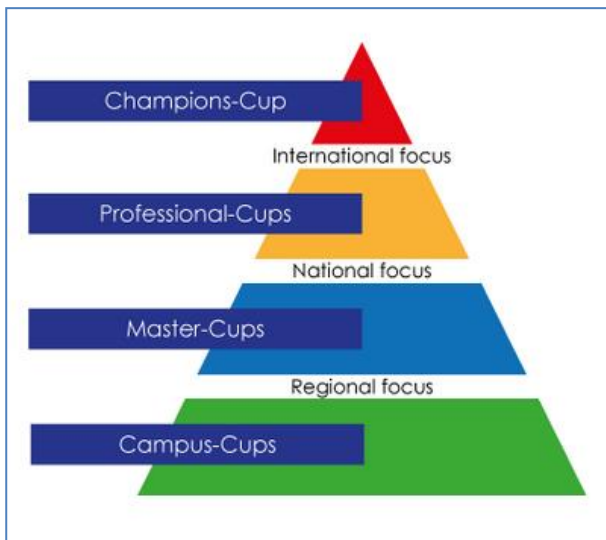 Champions-Cup
International focus
Professional-Cups
National focus
Master-Cups
Regional focus
Campus-Cups